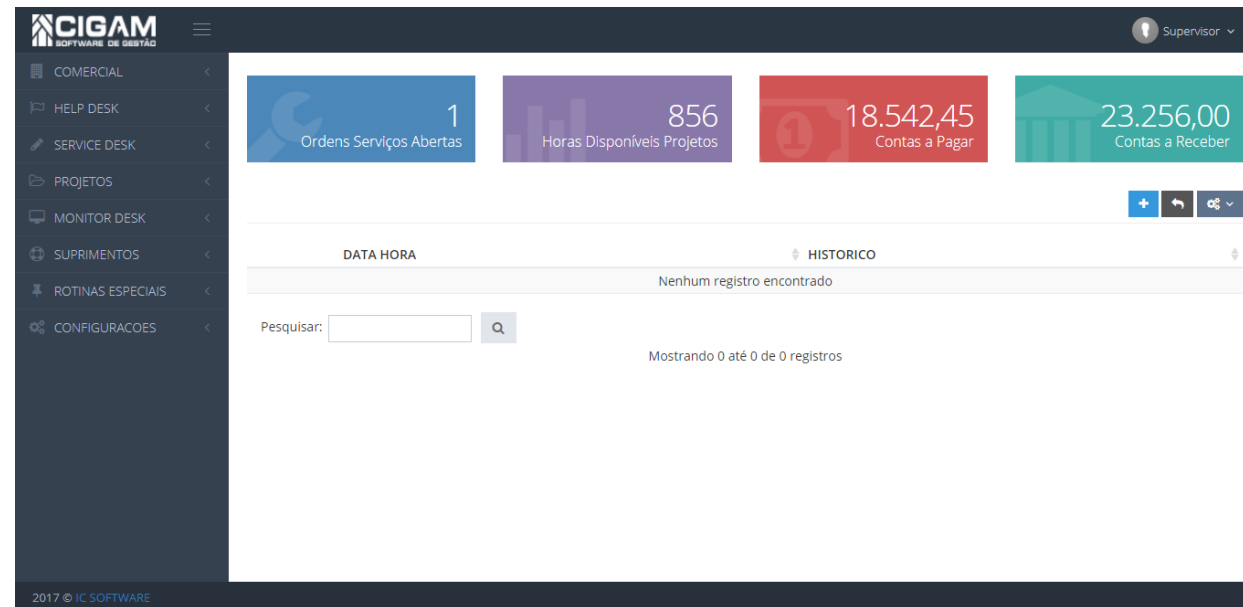 CIGAM
SOFTWARE DE GESTÃO
Supervisor
COMERCIAL
HELP DESK
SERVICE DESK
PROJETOS
MONITOR DESK
SUPRIMENTOS
ROTINAS ESPECIAIS
CONFIGURACOES
1
Ordens Serviços Abertas
856
Horas Disponíveis Projetos
1
18.542,45
Contas a Pagar
23.256,00
Contas a Receber
DATA HORA HISTORICO
Nenhum registro encontrado
Pesquisar:
Mostrando 0 até 0 de 0 registros
2017 © IC SOFTWARE